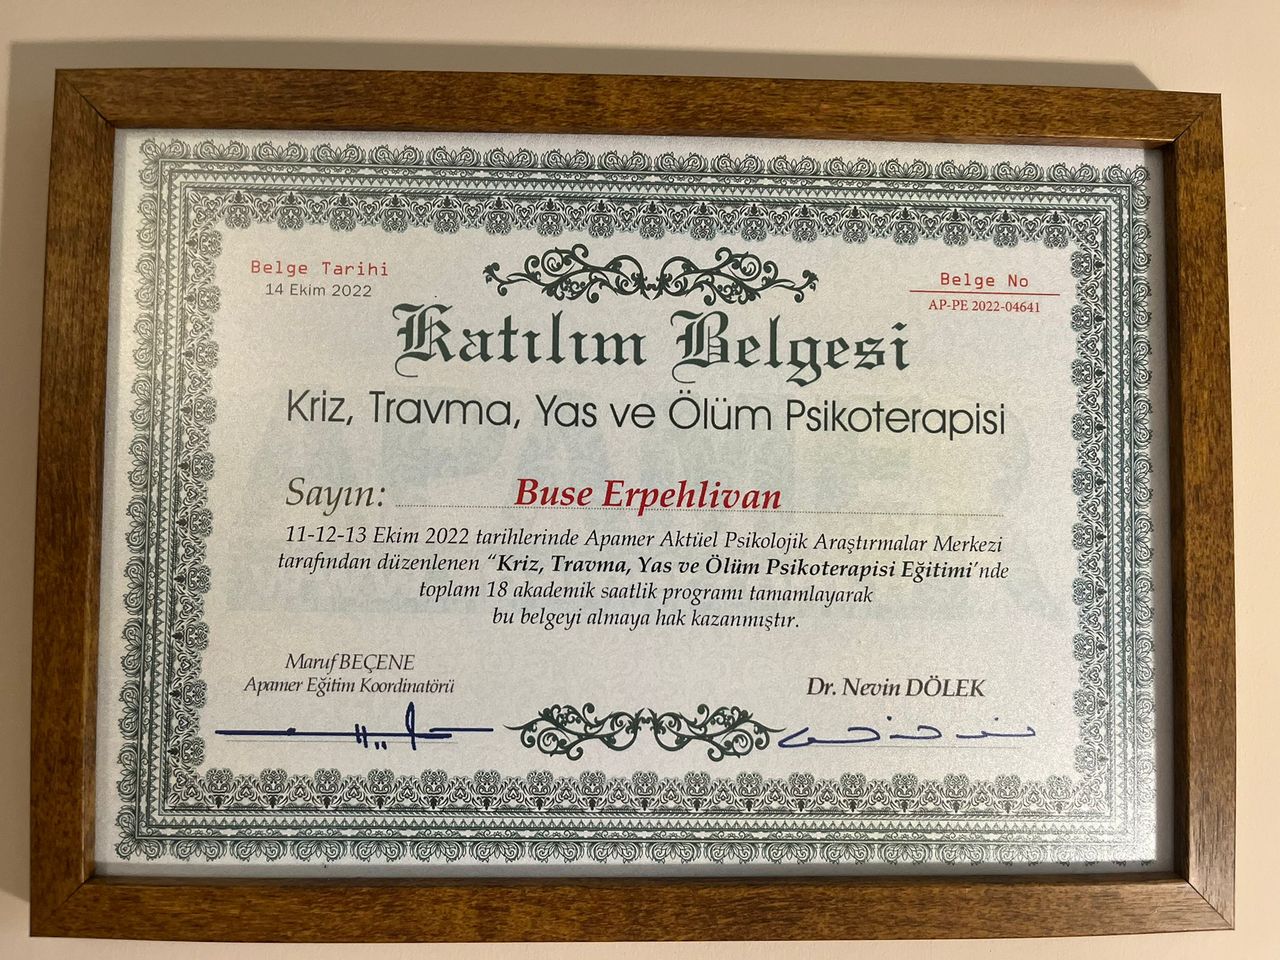 Belge Tarihi
14 Ekim 2022
Belge No
AP-PE 2022-04641
Katılım Belgesi
Kriz, Travma, Yas ve Ölüm Psikoterapisi
Sayın: Buse Erpehlivan
11-12-13 Ekim 2022 tarihlerinde Apamer Aktüel Psikolojik Araştırmalar Merkezi
tarafından düzenlenen “Kriz, Travma, Yas ve Ölüm Psikoterapisi Eğitimi’nde
toplam 18 akademik saatlik programı tamamlayarak
bu belgeyi almaya hak kazanmıştır.
Maruf BEÇENE
Apamer Eğitim Koordinatörü
Dr. Nevin DÖLEK